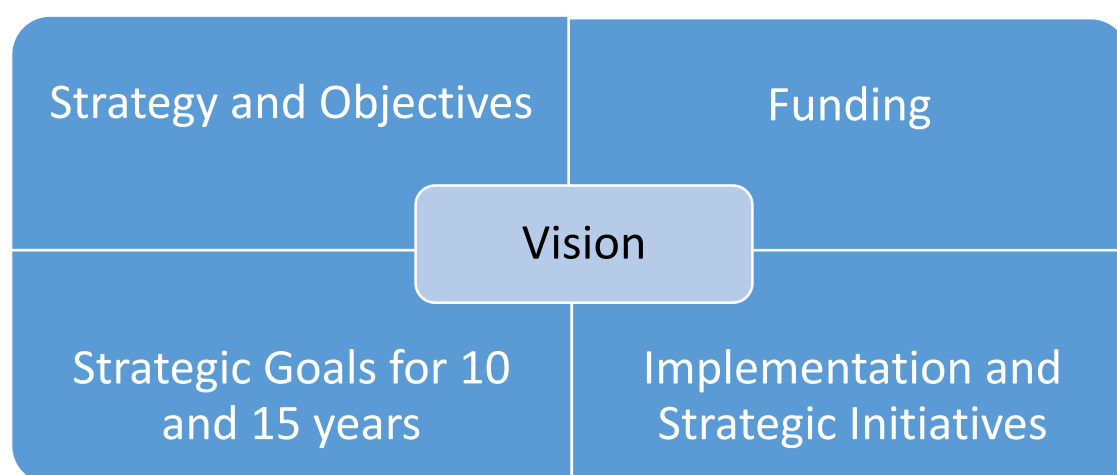 Strategy and Objectives
Funding
Vision
Strategic Goals for 10
and 15 years
Implementation and
Strategic Initiatives